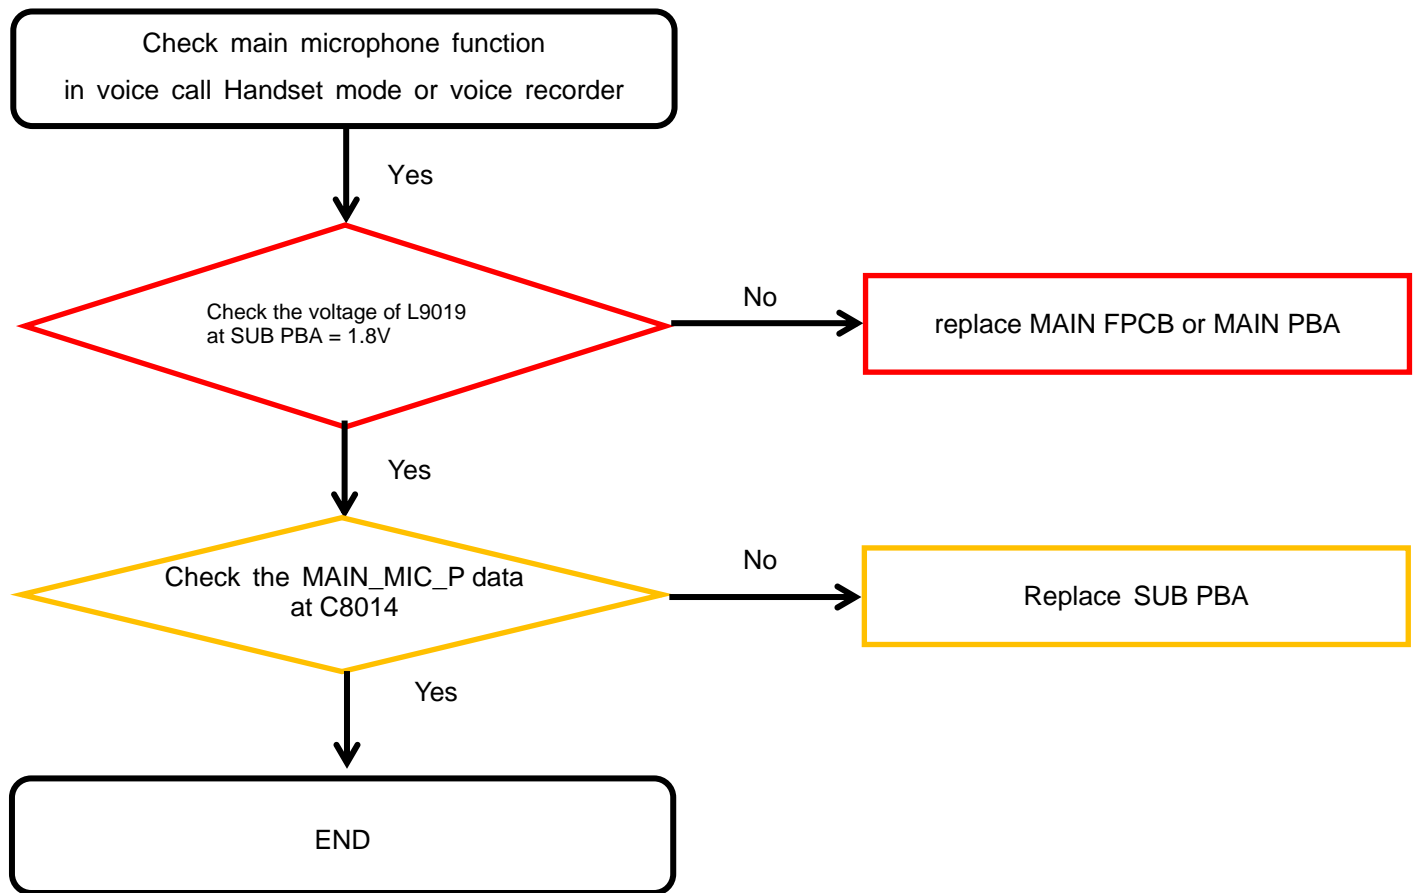 Check main microphone function
in voice call Handset mode or voice recorder
Yes
Check the voltage of L9019
at SUB PBA = 1.8V
No
replace MAIN FPCB or MAIN PBA
Yes
Check the MAIN_MIC_P data
at C8014
No
Replace SUB PBA
Yes
END